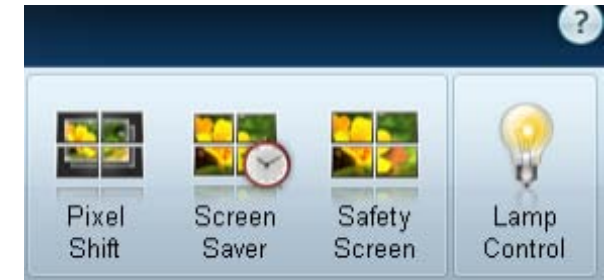 ?
Pixel
Shift
Screen
Saver
Safety
Screen
Lamp
Control